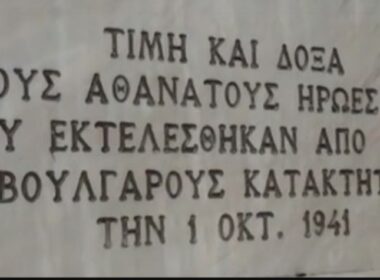 ΤΙΜΗ ΚΑΙ ΔΟΞΑ
ΟΥΣ ΑΘΑΝΑΤΟΥΣ ΗΡΩΕΣ
Υ ΕΚΤΕΛΕΣΘΗΚΑΝ ΑΠΟ
ΒΟΥΛΓΑΡΟΥΣ ΚΑΤΑΚΤΗΤ
ΤΗΝ 1 ΟΚΤ. 1941